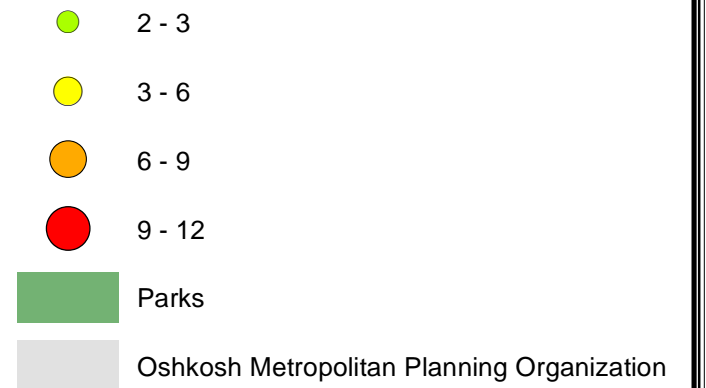 2 - 3
3 - 6
6 - 9
9 - 12
Parks
Oshkosh Metropolitan Planning Organization